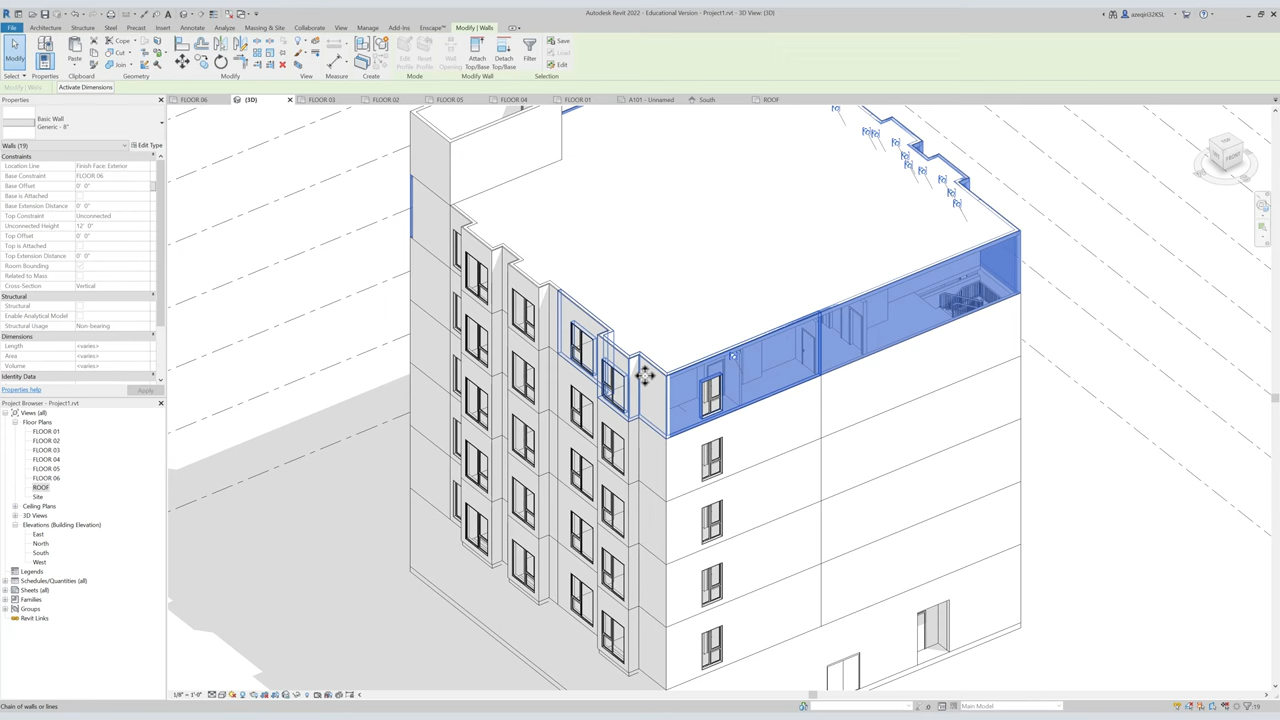 Autodesk Revit 2022 - Educational Version - Project1.rvt - 3D View: {3D}
azegin32KSL
File Architecture Structure Steel Precast Insert Annotate Analyze Massing & Site Collaborate View Manage Add-Ins Enscape™ Modify | Walls
Modify
Paste
Cope
Cut
Join
Edit Profile
Reset Profile
Wall Opening
Attach Top/Base
Detach Top/Base
Filter
Save
Load
Edit
Select Properties Clipboard Geometry Modify View Measure Create Mode Modify Wall Selection
Modify | Walls Activate Dimensions
Properties
FLOOR 06 {3D} FLOOR 03 FLOOR 02 FLOOR 05 FLOOR 04 FLOOR 01 A101 - Unnamed South ROOF
Basic Wall
Generic - 8"
Walls (19) Edit Type
Constraints
Location Line Finish Face: Exterior
Base Constraint FLOOR 06
Base Offset 0' 0"
Base is Attached
Base Extension Distance 0' 0"
Top Constraint Unconnected
Unconnected Height 12' 0"
Top Offset 0' 0"
Top is Attached
Top Extension Distance 0' 0"
Room Bounding
Related to Mass
Cross-Section Vertical
Structural
Structural
Enable Analytical Model
Structural Usage Non-bearing
Dimensions
Length <varies>
Area <varies>
Volume <varies>
Identity Data
Properties help Apply
Project Browser - Project1.rvt
Views (all)
Floor Plans
FLOOR 01
FLOOR 02
FLOOR 03
FLOOR 04
FLOOR 05
FLOOR 06
ROOF
Site
Ceiling Plans
3D Views
Elevations (Building Elevation)
East
North
South
West
Legends
Schedules/Quantities (all)
Sheets (all)
Families
Groups
Revit Links
TOP
FRONT
1/8" = 1'-0"
Chain of walls or lines
:0
Main Model
:19